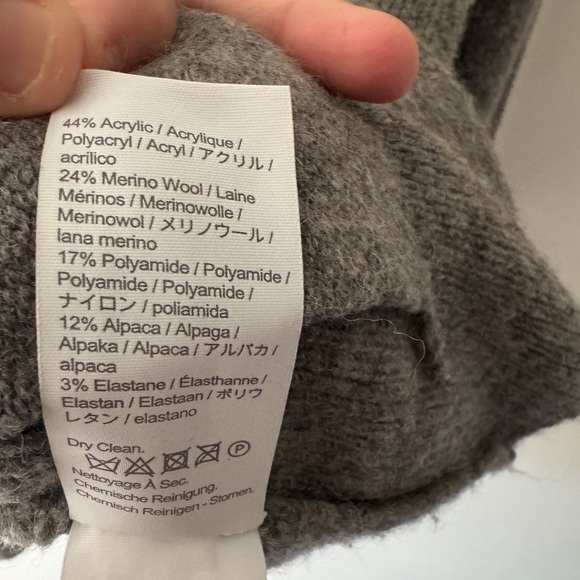 44% Acrylic / Acrylique /
Polyacryl / Acryl / アクリル /
acrílico
24% Merino Wool / Laine
Mérinos / Merinowolle /
Merinowol / メリノウール /
lana merino
17% Polyamide / Polyamide /
Polyamide / Polyamide /
ナイロン / poliamida
12% Alpaca / Alpaga /
Alpaka / Alpaca / アルパカ /
alpaca
3% Elastane / Élasthanne /
Elastan / Elastaan / ポリウ
レタン / elastano
Dry Clean.
P
Nettoyage À Sec.
Chemische Reinigung.
Chemisch Reinigen - Stomen.